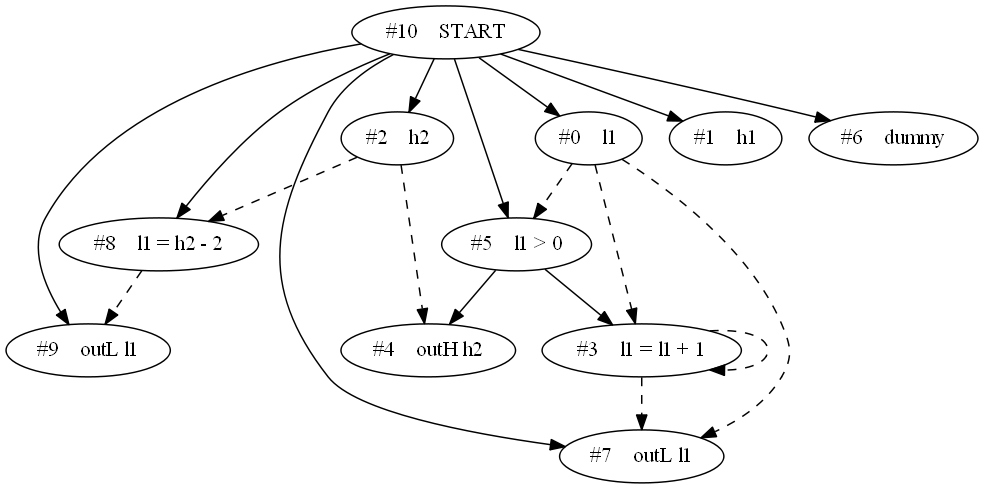 #10 START
#2 h2
#0 l1
#1 h1
#6 dummy
#8 l1 = h2 - 2
#5 l1 > 0
#9 outL l1
#4 outH h2
#3 l1 = l1 + 1
#7 outL l1